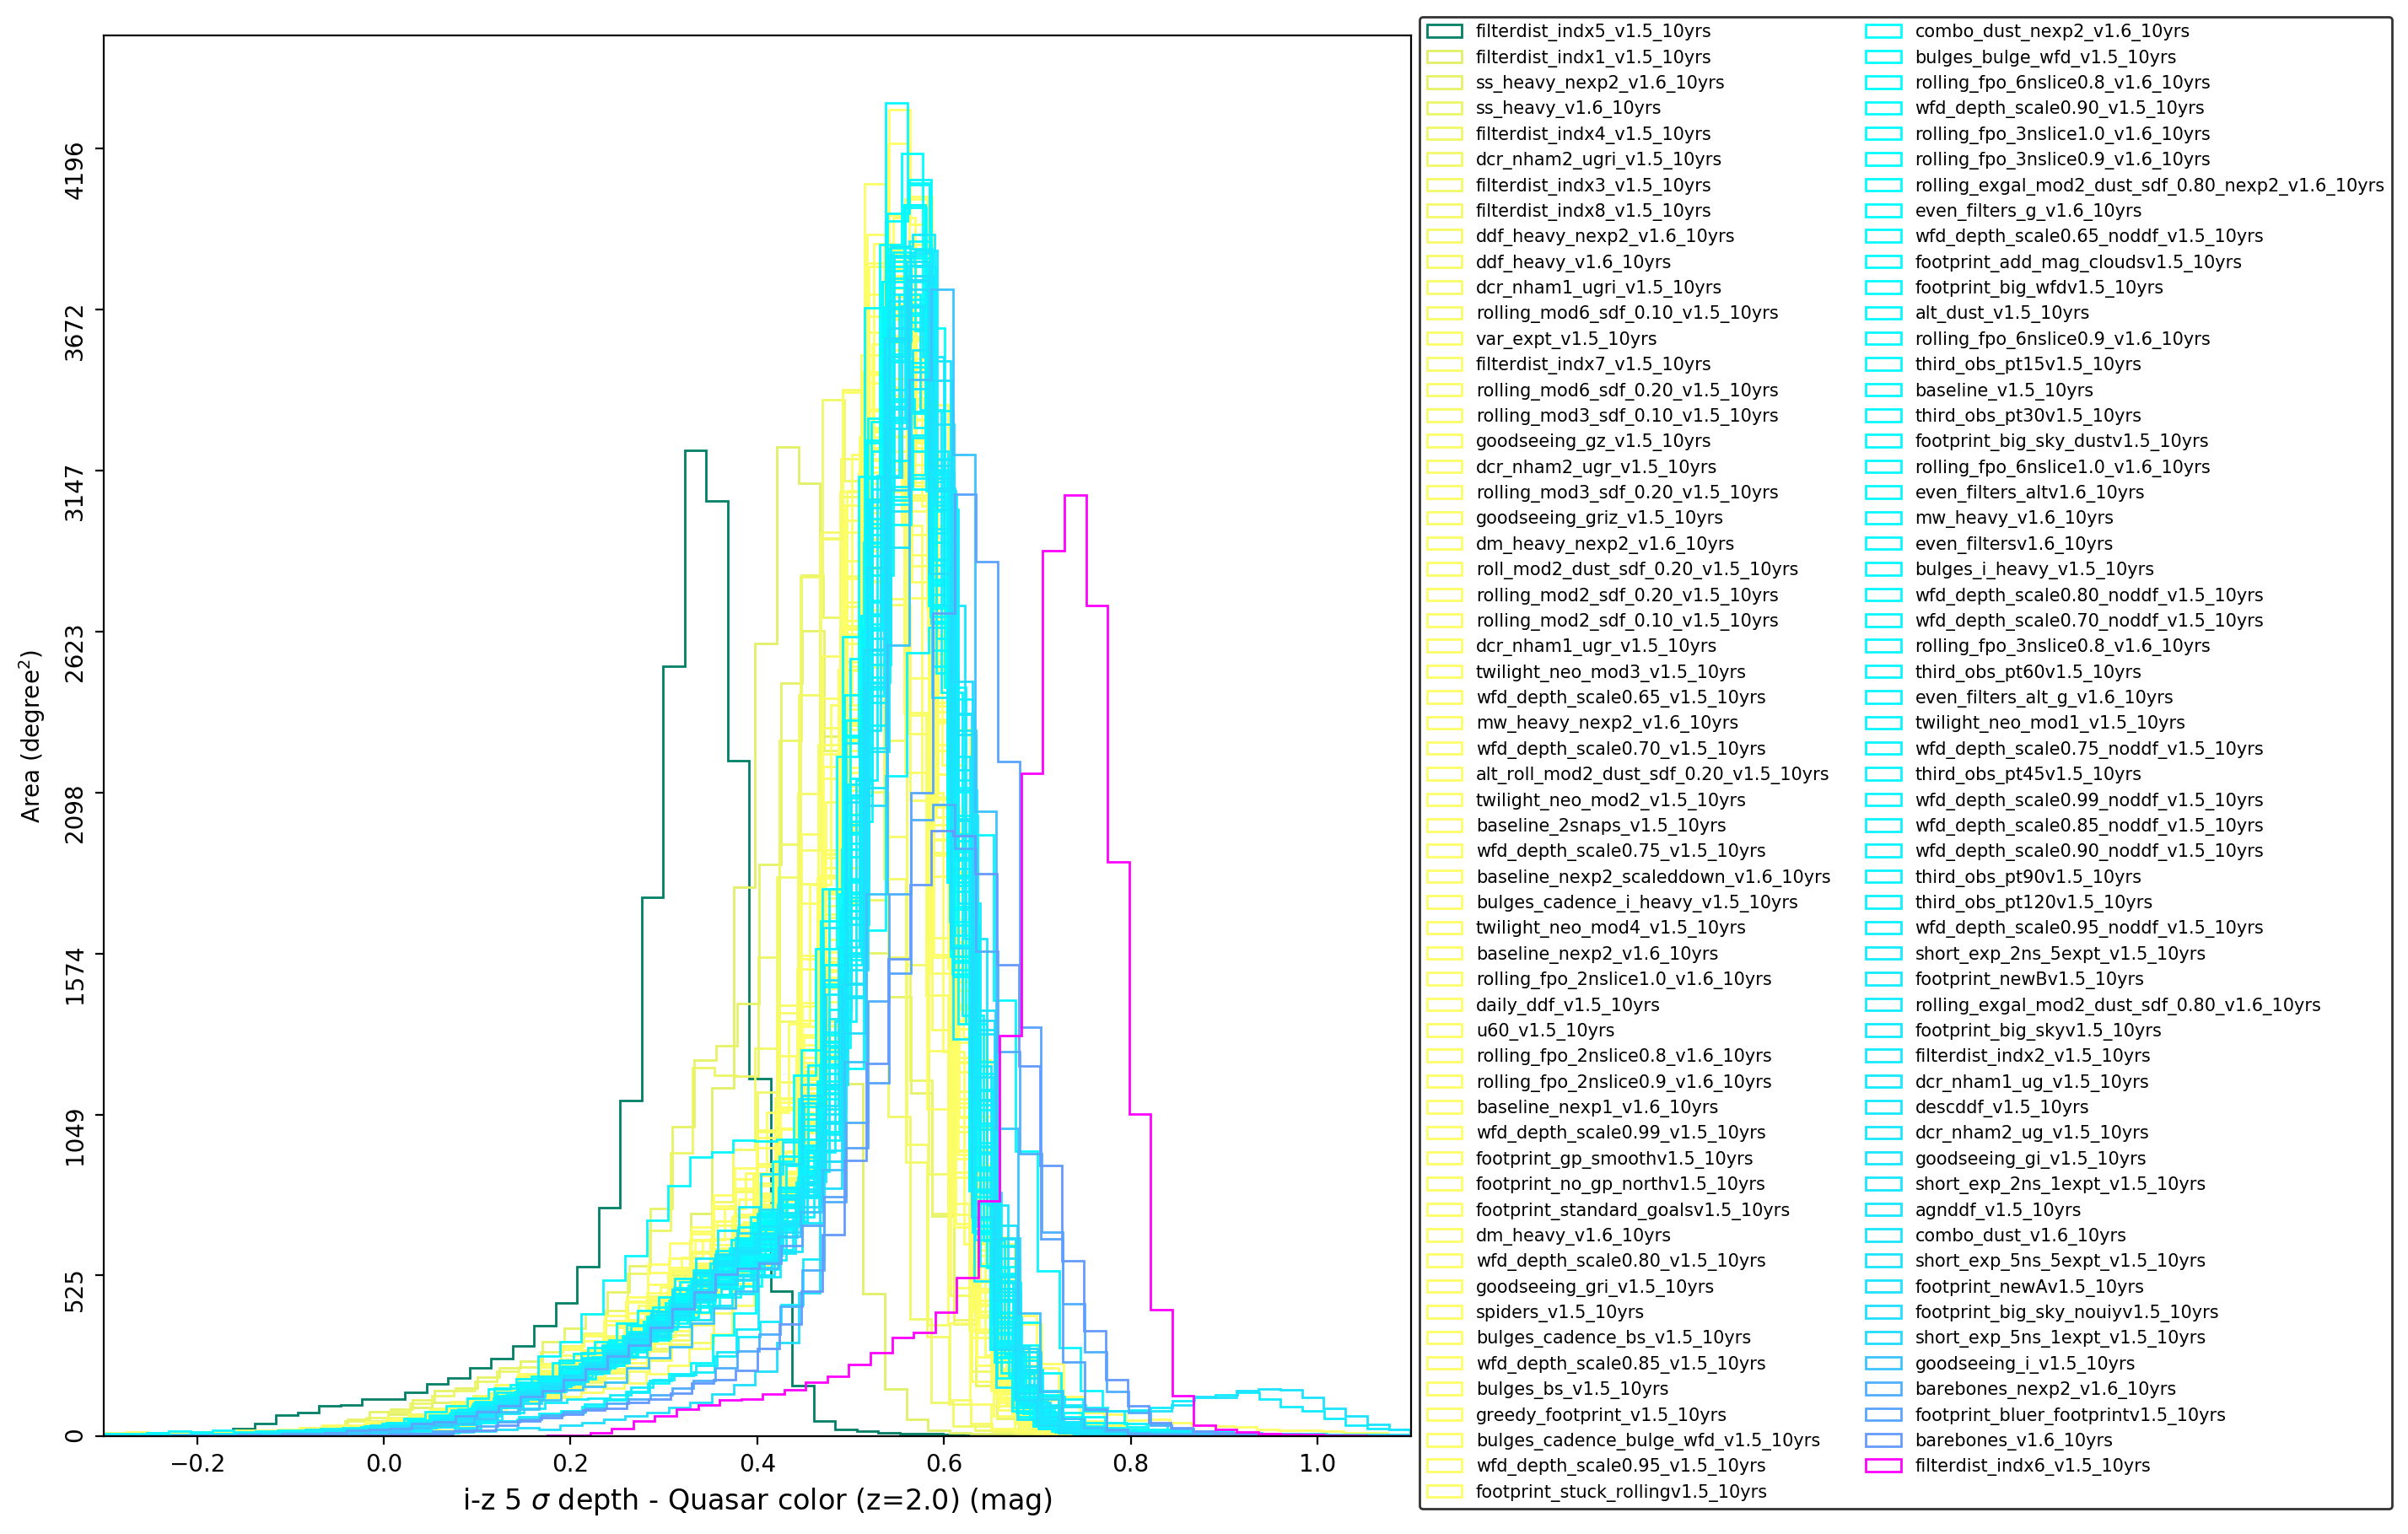 4196
3672
3147
2623
2098
1574
1049
525
0
Area (degree²)
−0.2 0.0 0.2 0.4 0.6 0.8 1.0
i-z 5 σ depth - Quasar color (z=2.0) (mag)
filterdist_indx5_v1.5_10yrs
filterdist_indx1_v1.5_10yrs
ss_heavy_nexp2_v1.6_10yrs
ss_heavy_v1.6_10yrs
filterdist_indx4_v1.5_10yrs
dcr_nham2_ugri_v1.5_10yrs
filterdist_indx3_v1.5_10yrs
filterdist_indx8_v1.5_10yrs
ddf_heavy_nexp2_v1.6_10yrs
ddf_heavy_v1.6_10yrs
dcr_nham1_ugri_v1.5_10yrs
rolling_mod6_sdf_0.10_v1.5_10yrs
var_expt_v1.5_10yrs
filterdist_indx7_v1.5_10yrs
rolling_mod6_sdf_0.20_v1.5_10yrs
rolling_mod3_sdf_0.10_v1.5_10yrs
goodseeing_gz_v1.5_10yrs
dcr_nham2_ugr_v1.5_10yrs
rolling_mod3_sdf_0.20_v1.5_10yrs
goodseeing_griz_v1.5_10yrs
dm_heavy_nexp2_v1.6_10yrs
roll_mod2_dust_sdf_0.20_v1.5_10yrs
rolling_mod2_sdf_0.20_v1.5_10yrs
rolling_mod2_sdf_0.10_v1.5_10yrs
dcr_nham1_ugr_v1.5_10yrs
twilight_neo_mod3_v1.5_10yrs
wfd_depth_scale0.65_v1.5_10yrs
mw_heavy_nexp2_v1.6_10yrs
wfd_depth_scale0.70_v1.5_10yrs
alt_roll_mod2_dust_sdf_0.20_v1.5_10yrs
twilight_neo_mod2_v1.5_10yrs
baseline_2snaps_v1.5_10yrs
wfd_depth_scale0.75_v1.5_10yrs
baseline_nexp2_scaleddown_v1.6_10yrs
bulges_cadence_i_heavy_v1.5_10yrs
twilight_neo_mod4_v1.5_10yrs
baseline_nexp2_v1.6_10yrs
rolling_fpo_2nslice1.0_v1.6_10yrs
daily_ddf_v1.5_10yrs
u60_v1.5_10yrs
rolling_fpo_2nslice0.8_v1.6_10yrs
rolling_fpo_2nslice0.9_v1.6_10yrs
baseline_nexp1_v1.6_10yrs
wfd_depth_scale0.99_v1.5_10yrs
footprint_gp_smoothv1.5_10yrs
footprint_no_gp_northv1.5_10yrs
footprint_standard_goalsv1.5_10yrs
dm_heavy_v1.6_10yrs
wfd_depth_scale0.80_v1.5_10yrs
goodseeing_gri_v1.5_10yrs
spiders_v1.5_10yrs
bulges_cadence_bs_v1.5_10yrs
wfd_depth_scale0.85_v1.5_10yrs
bulges_bs_v1.5_10yrs
greedy_footprint_v1.5_10yrs
bulges_cadence_bulge_wfd_v1.5_10yrs
wfd_depth_scale0.95_v1.5_10yrs
footprint_stuck_rollingv1.5_10yrs
combo_dust_nexp2_v1.6_10yrs
bulges_bulge_wfd_v1.5_10yrs
rolling_fpo_6nslice0.8_v1.6_10yrs
wfd_depth_scale0.90_v1.5_10yrs
rolling_fpo_3nslice1.0_v1.6_10yrs
rolling_fpo_3nslice0.9_v1.6_10yrs
rolling_exgal_mod2_dust_sdf_0.80_nexp2_v1.6_10yrs
even_filters_g_v1.6_10yrs
wfd_depth_scale0.65_noddf_v1.5_10yrs
footprint_add_mag_cloudsv1.5_10yrs
footprint_big_wfdv1.5_10yrs
alt_dust_v1.5_10yrs
rolling_fpo_6nslice0.9_v1.6_10yrs
third_obs_pt15v1.5_10yrs
baseline_v1.5_10yrs
third_obs_pt30v1.5_10yrs
footprint_big_sky_dustv1.5_10yrs
rolling_fpo_6nslice1.0_v1.6_10yrs
even_filters_altv1.6_10yrs
mw_heavy_v1.6_10yrs
even_filtersv1.6_10yrs
bulges_i_heavy_v1.5_10yrs
wfd_depth_scale0.80_noddf_v1.5_10yrs
wfd_depth_scale0.70_noddf_v1.5_10yrs
rolling_fpo_3nslice0.8_v1.6_10yrs
third_obs_pt60v1.5_10yrs
even_filters_alt_g_v1.6_10yrs
twilight_neo_mod1_v1.5_10yrs
wfd_depth_scale0.75_noddf_v1.5_10yrs
third_obs_pt45v1.5_10yrs
wfd_depth_scale0.99_noddf_v1.5_10yrs
wfd_depth_scale0.85_noddf_v1.5_10yrs
wfd_depth_scale0.90_noddf_v1.5_10yrs
third_obs_pt90v1.5_10yrs
third_obs_pt120v1.5_10yrs
wfd_depth_scale0.95_noddf_v1.5_10yrs
short_exp_2ns_5expt_v1.5_10yrs
footprint_newBv1.5_10yrs
rolling_exgal_mod2_dust_sdf_0.80_v1.6_10yrs
footprint_big_skyv1.5_10yrs
filterdist_indx2_v1.5_10yrs
dcr_nham1_ug_v1.5_10yrs
descddf_v1.5_10yrs
dcr_nham2_ug_v1.5_10yrs
goodseeing_gi_v1.5_10yrs
short_exp_2ns_1expt_v1.5_10yrs
agnddf_v1.5_10yrs
combo_dust_v1.6_10yrs
short_exp_5ns_5expt_v1.5_10yrs
footprint_newAv1.5_10yrs
footprint_big_sky_nouiyv1.5_10yrs
short_exp_5ns_1expt_v1.5_10yrs
goodseeing_i_v1.5_10yrs
barebones_nexp2_v1.6_10yrs
footprint_bluer_footprintv1.5_10yrs
barebones_v1.6_10yrs
filterdist_indx6_v1.5_10yrs